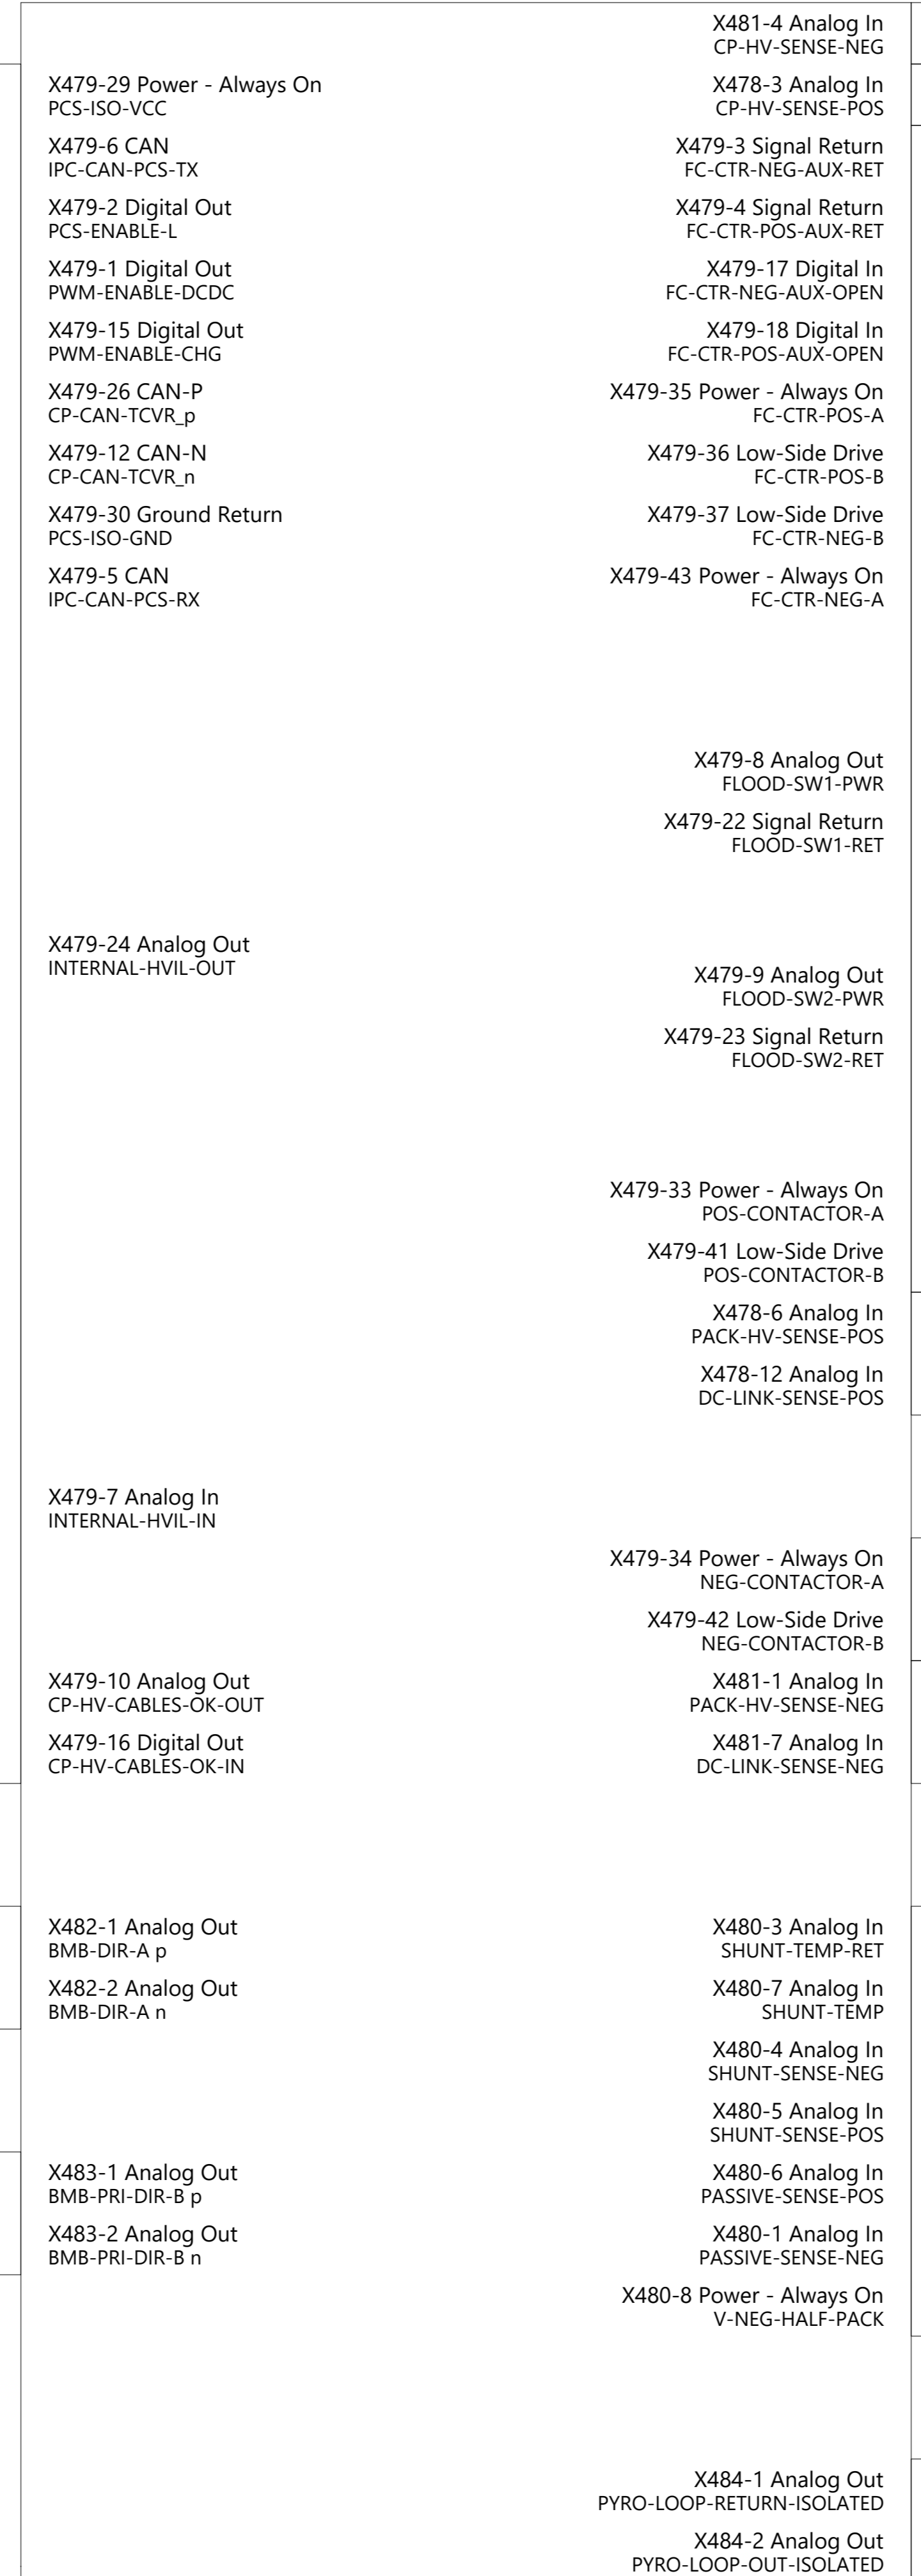 X481-4 Analog In
CP-HV-SENSE-NEG
X479-29 Power - Always On
PCS-ISO-VCC
X478-3 Analog In
CP-HV-SENSE-POS
X479-6 CAN
IPC-CAN-PCS-TX
X479-3 Signal Return
FC-CTR-NEG-AUX-RET
X479-2 Digital Out
PCS-ENABLE-L
X479-4 Signal Return
FC-CTR-POS-AUX-RET
X479-1 Digital Out
PWM-ENABLE-DCDC
X479-17 Digital In
FC-CTR-NEG-AUX-OPEN
X479-15 Digital Out
PWM-ENABLE-CHG
X479-18 Digital In
FC-CTR-POS-AUX-OPEN
X479-26 CAN-P
CP-CAN-TCVR_p
X479-35 Power - Always On
FC-CTR-POS-A
X479-12 CAN-N
CP-CAN-TCVR_n
X479-36 Low-Side Drive
FC-CTR-POS-B
X479-30 Ground Return
PCS-ISO-GND
X479-37 Low-Side Drive
FC-CTR-NEG-B
X479-5 CAN
IPC-CAN-PCS-RX
X479-43 Power - Always On
FC-CTR-NEG-A
X479-8 Analog Out
FLOOD-SW1-PWR
X479-22 Signal Return
FLOOD-SW1-RET
X479-24 Analog Out
INTERNAL-HVIL-OUT
X479-9 Analog Out
FLOOD-SW2-PWR
X479-23 Signal Return
FLOOD-SW2-RET
X479-33 Power - Always On
POS-CONTACTOR-A
X479-41 Low-Side Drive
POS-CONTACTOR-B
X478-6 Analog In
PACK-HV-SENSE-POS
X478-12 Analog In
DC-LINK-SENSE-POS
X479-7 Analog In
INTERNAL-HVIL-IN
X479-34 Power - Always On
NEG-CONTACTOR-A
X479-42 Low-Side Drive
NEG-CONTACTOR-B
X479-10 Analog Out
CP-HV-CABLES-OK-OUT
X481-1 Analog In
PACK-HV-SENSE-NEG
X479-16 Digital Out
CP-HV-CABLES-OK-IN
X481-7 Analog In
DC-LINK-SENSE-NEG
X482-1 Analog Out
BMB-DIR-A p
X480-3 Analog In
SHUNT-TEMP-RET
X482-2 Analog Out
BMB-DIR-A n
X480-7 Analog In
SHUNT-TEMP
X480-4 Analog In
SHUNT-SENSE-NEG
X480-5 Analog In
SHUNT-SENSE-POS
X483-1 Analog Out
BMB-PRI-DIR-B p
X480-6 Analog In
PASSIVE-SENSE-POS
X483-2 Analog Out
BMB-PRI-DIR-B n
X480-1 Analog In
PASSIVE-SENSE-NEG
X480-8 Power - Always On
V-NEG-HALF-PACK
X484-1 Analog Out
PYRO-LOOP-RETURN-ISOLATED
X484-2 Analog Out
PYRO-LOOP-OUT-ISOLATED